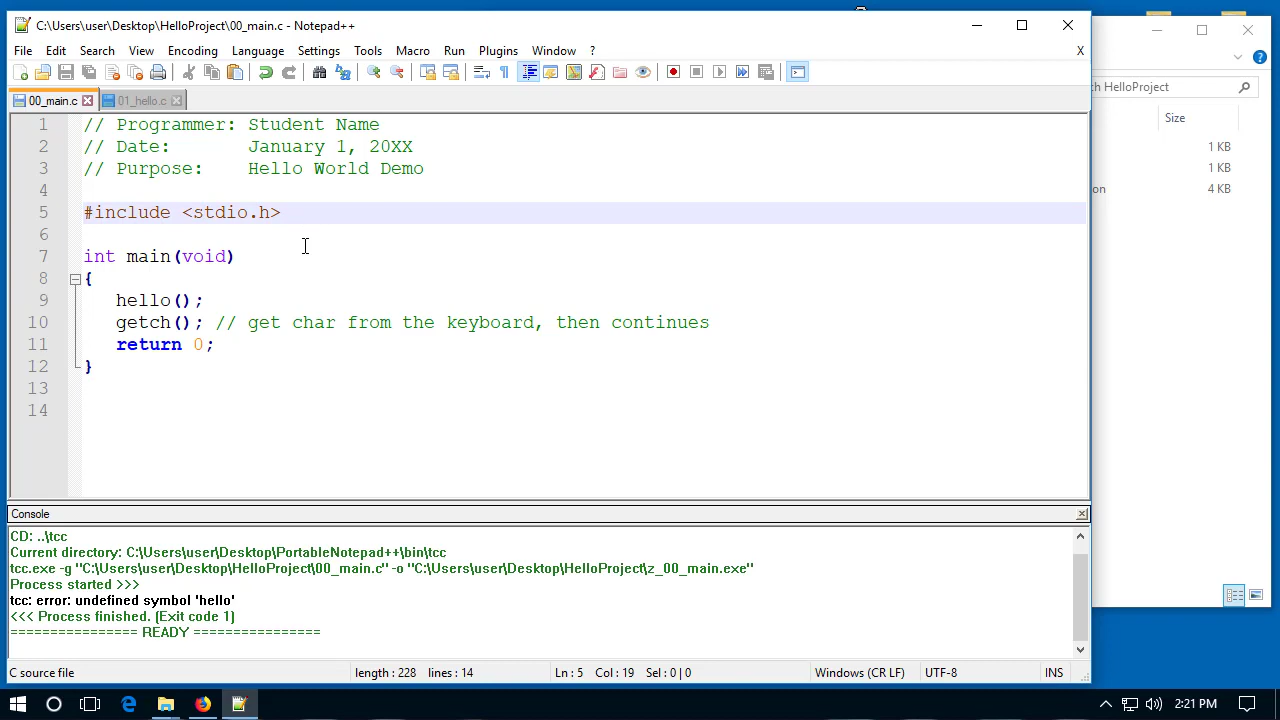 C:\Users\user\Desktop\HelloProject\00_main.c - Notepad++
File Edit Search View Encoding Language Settings Tools Macro Run Plugins Window ? X
00_main.c 01_hello.c
1 // Programmer: Student Name
2 // Date: January 1, 20XX
3 // Purpose: Hello World Demo
4
5 #include <stdio.h>
6
7 int main(void)
8 {
9 hello();
10 getch(); // get char from the keyboard, then continues
11 return 0;
12 }
13
14
Console
CD: ..\tcc
Current directory: C:\Users\user\Desktop\PortableNotepad++\bin\tcc
tcc.exe -g "C:\Users\user\Desktop\HelloProject\00_main.c" -o "C:\Users\user\Desktop\HelloProject\z_00_main.exe"
Process started >>>
tcc: error: undefined symbol 'hello'
<<< Process finished. (Exit code 1)
================ READY ================
C source file length : 228 lines : 14 Ln : 5 Col : 19 Sel : 0 | 0 Windows (CR LF) UTF-8 INS
ch HelloProject
Size
1 KB
1 KB
on 4 KB
2:21 PM